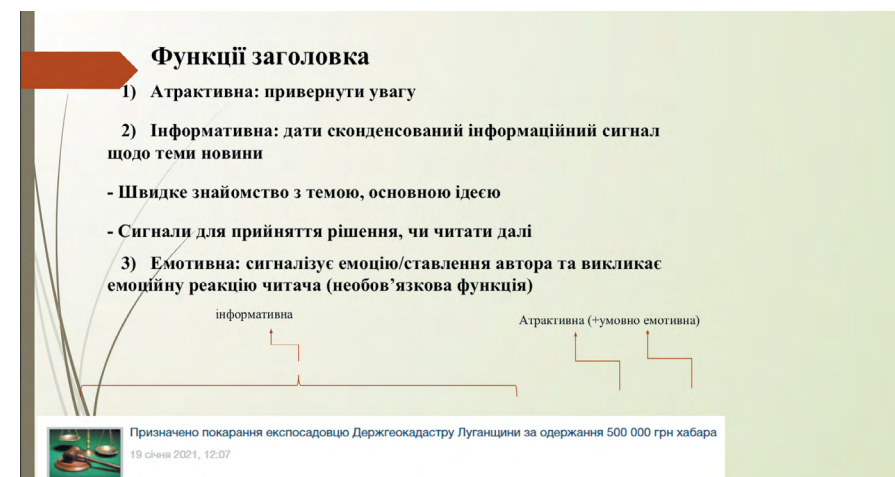 Функції заголовка
1) Атрактивна: привернути увагу
2) Інформативна: дати сконденсований інформаційний сигнал
щодо теми новини
- Швидке знайомство з темою, основною ідеєю
- Сигнали для прийняття рішення, чи читати далі
3) Емотивна: сигналізує емоцію/ставлення автора та викликає
емоційну реакцію читача (необов’язкова функція)
інформативна
Атрактивна (+умовно емотивна)
Призначено покарання експосадовцю Держгеокадастру Луганщини за одержання 500 000 грн хабара
19 січня 2021, 12:07